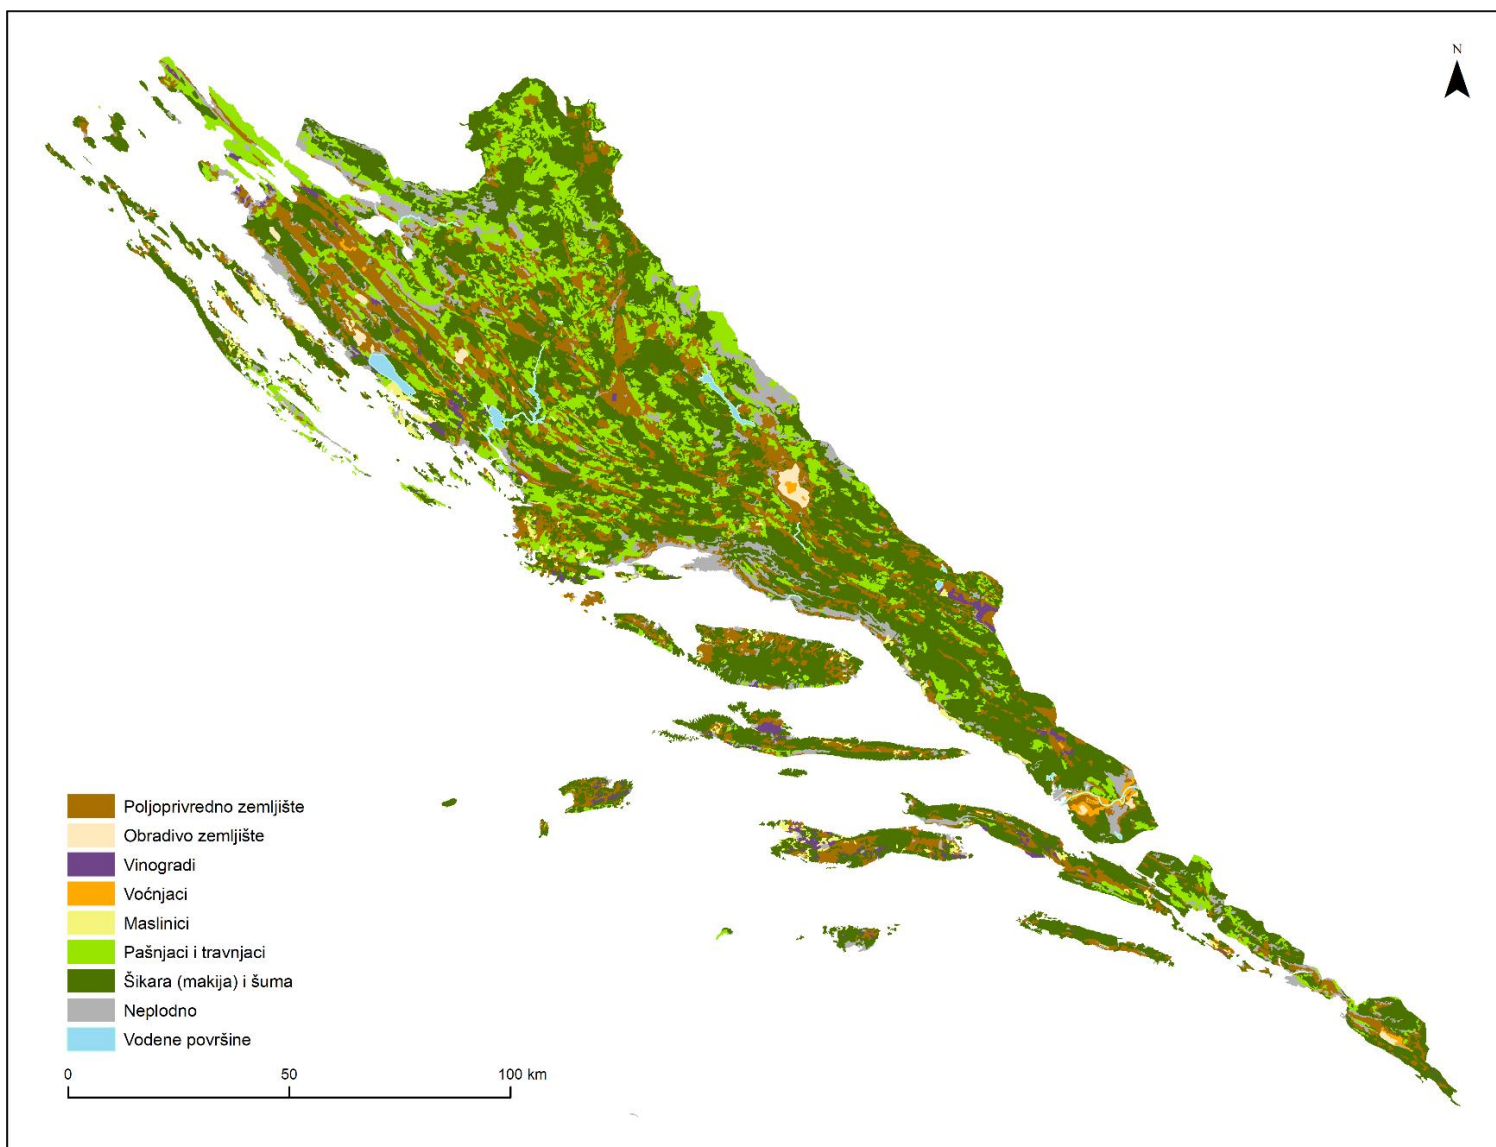 N
Poljoprivredno zemljište
Obradivo zemljište
Vinogradi
Voćnjaci
Maslinici
Pašnjaci i travnjaci
Šikara (makija) i šuma
Neplodno
Vodene površine
0 50 100 km